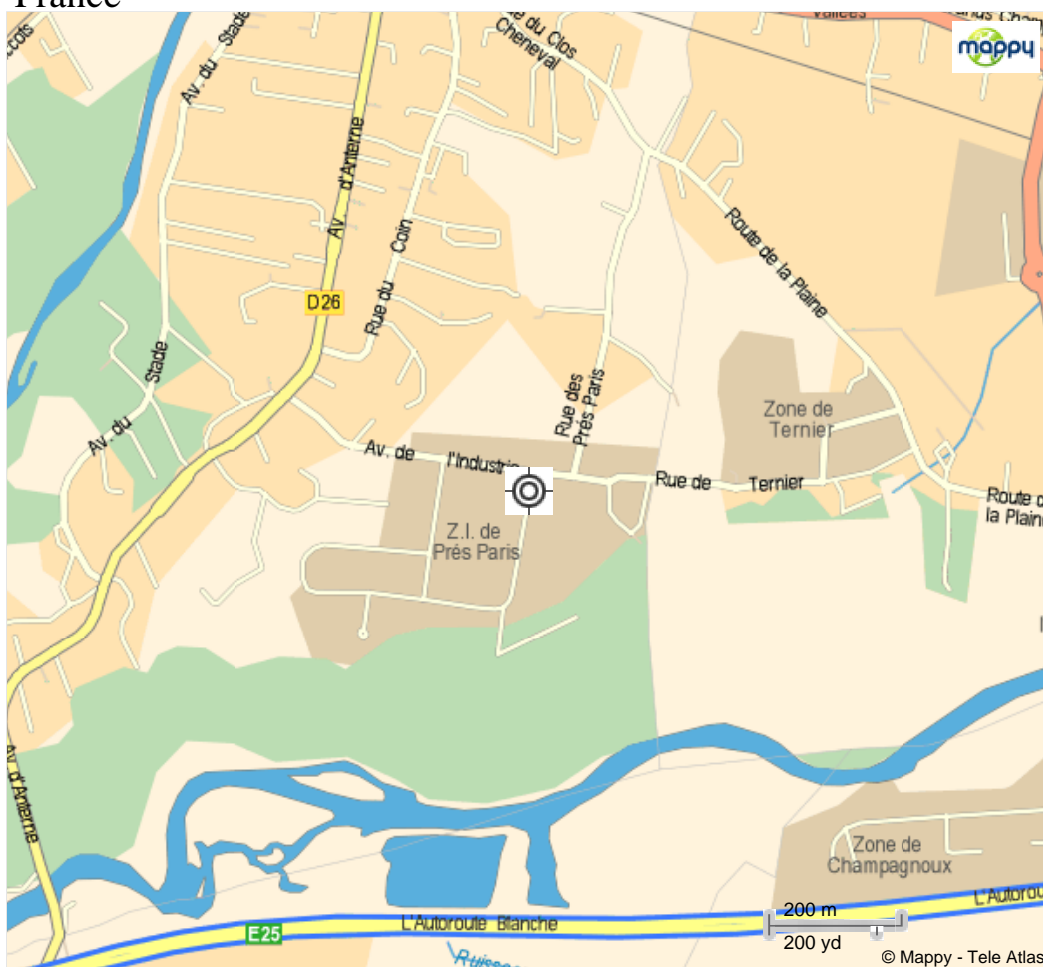 France
Vallées
mappy
Av. du Stade
Rue du Clos
Cheneval
Av. d'Anterne
Rue du Coin
D26
Route de la Plaine
Av. du Stade
Rue des
Prés Paris
Zone de
Ternier
Av. de l'Industrie
Rue de Ternier
Route d
la Plaine
Z.I. de
Prés Paris
Av. d'Anterne
Zone de
Champagnoux
L'Autoroute Blanche
E25
L'Autorou
200 m
200 yd
Ruisse
© Mappy - Tele Atlas